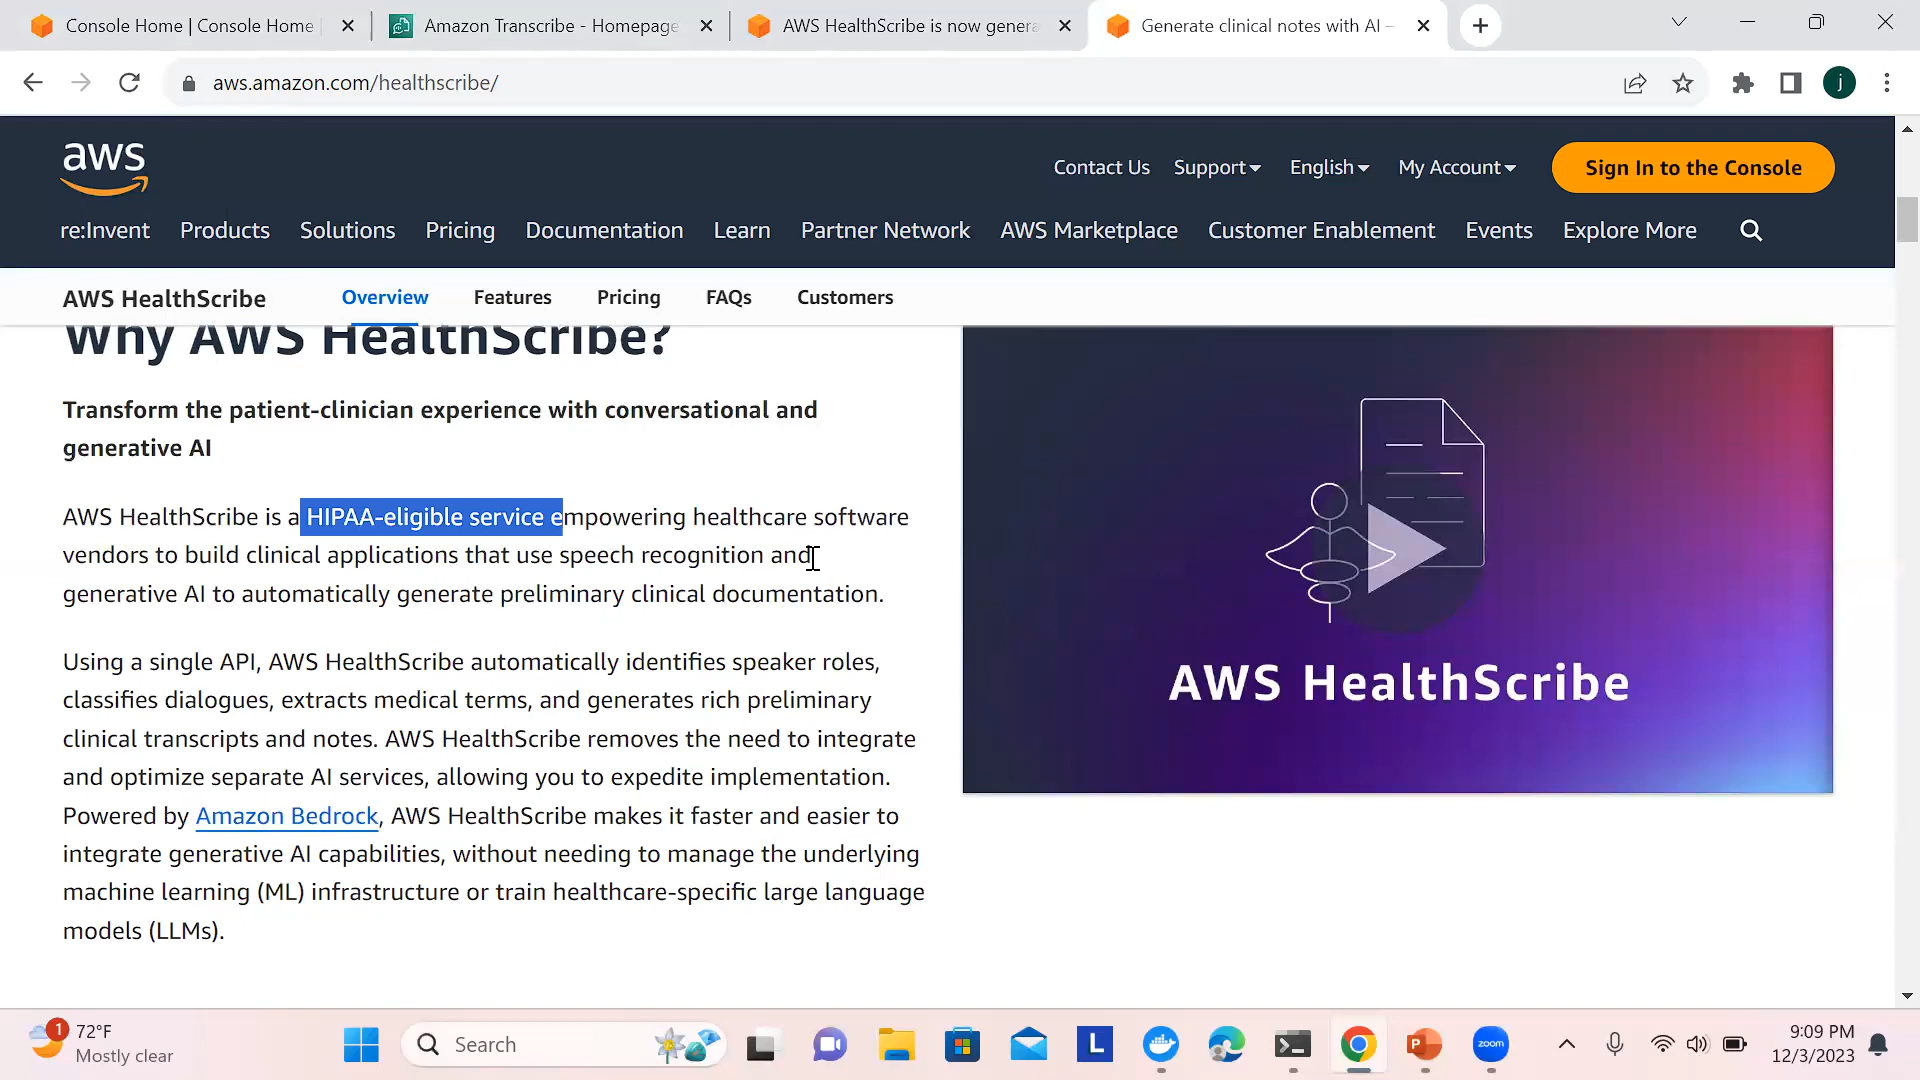 Console Home | Console Home
Amazon Transcribe - Homepage
AWS HealthScribe is now genera
Generate clinical notes with AI –
aws.amazon.com/healthscribe/
j
aws
Contact Us
Support
English
My Account
Sign In to the Console
re:Invent
Products
Solutions
Pricing
Documentation
Learn
Partner Network
AWS Marketplace
Customer Enablement
Events
Explore More
AWS HealthScribe
Overview
Features
Pricing
FAQs
Customers
Why AWS HealthScribe?
Transform the patient-clinician experience with conversational and
generative AI
AWS HealthScribe is a HIPAA-eligible service empowering healthcare software
vendors to build clinical applications that use speech recognition and
generative AI to automatically generate preliminary clinical documentation.
Using a single API, AWS HealthScribe automatically identifies speaker roles,
classifies dialogues, extracts medical terms, and generates rich preliminary
clinical transcripts and notes. AWS HealthScribe removes the need to integrate
and optimize separate AI services, allowing you to expedite implementation.
Powered by Amazon Bedrock, AWS HealthScribe makes it faster and easier to
integrate generative AI capabilities, without needing to manage the underlying
machine learning (ML) infrastructure or train healthcare-specific large language
models (LLMs).
AWS HealthScribe
1
72°F
Mostly clear
Search
L
P
zoom
9:09 PM
12/3/2023